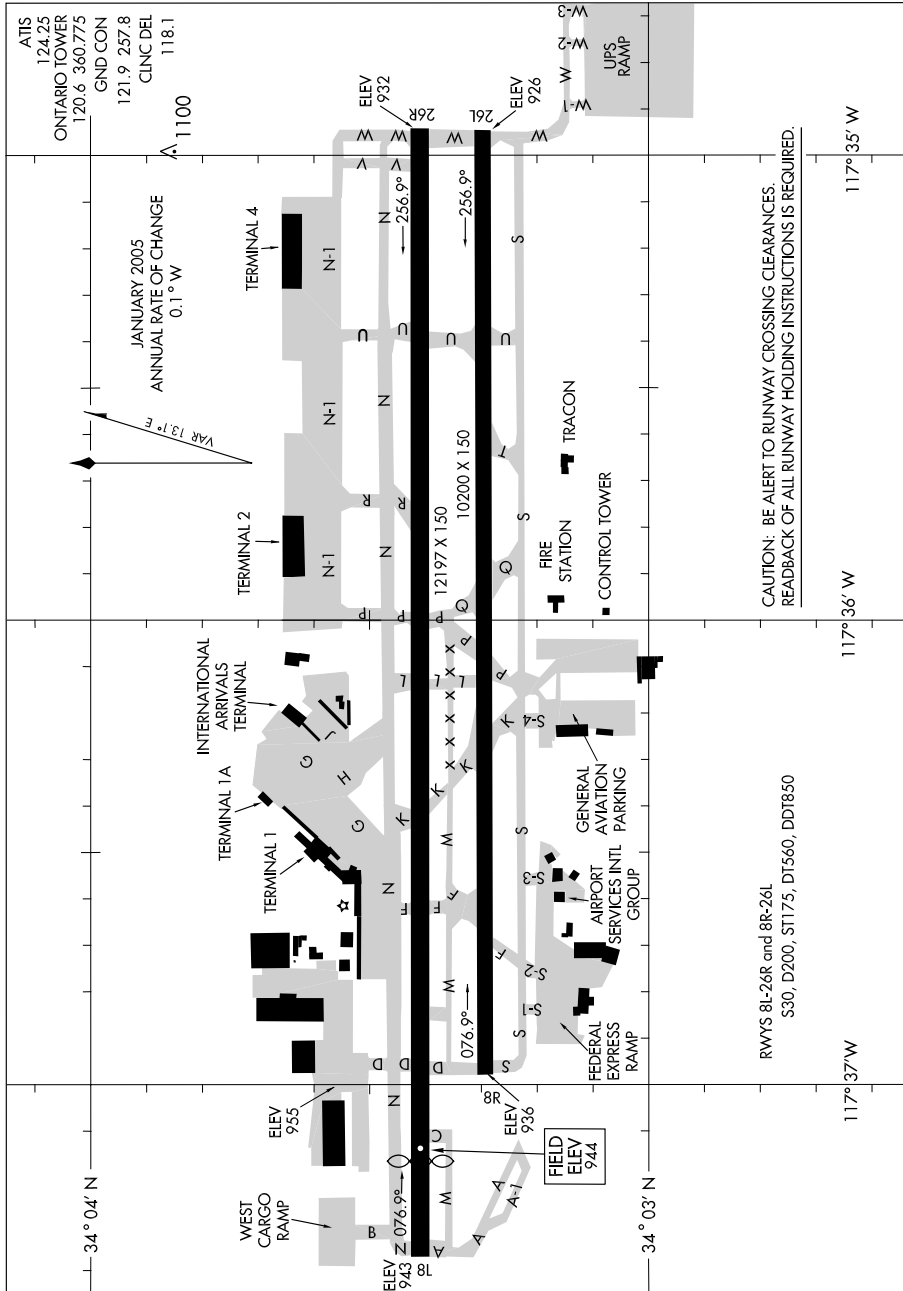 ATIS
124.25
ONTARIO TOWER
120.6 360.775
GND CON
121.9 257.8
CLNC DEL
118.1
1100
JANUARY 2005
ANNUAL RATE OF CHANGE
0.1° W
VAR 13.1° E
34° 04' N
34° 03' N
117° 37' W
117° 36' W
117° 35' W
WEST
CARGO
RAMP
ELEV
955
TERMINAL 1
TERMINAL 1A
INTERNATIONAL
ARRIVALS
TERMINAL
TERMINAL 2
TERMINAL 4
G
G
H
J
N-1
N-1
N-1
B
D
D
D
F
F
F
F
K
K
K
K
L
L
L
P
P
P
P
P
R
R
U
U
U
U
V
V
W
W
W
W
N
N
N
N
N
N
ELEV
943
8L
076.9°
12197 X 150
256.9°
26R
ELEV
932
A
A
A
A-1
C
M
M
M
x x x x x x
FIELD
ELEV
944
ELEV
936
8R
076.9°
10200 X 150
256.9°
26L
ELEV
926
Q
Q
T
S
S
S
S
S
S-1
S-2
S-3
S-4
W-1
W
W-2
W-3
UPS
RAMP
FEDERAL
EXPRESS
RAMP
AIRPORT
SERVICES INTL
GROUP
GENERAL
AVIATION
PARKING
FIRE
STATION
CONTROL TOWER
TRACON
RWYS 8L-26R and 8R-26L
S30, D200, ST175, DT560, DDT850
CAUTION: BE ALERT TO RUNWAY CROSSING CLEARANCES.
READBACK OF ALL RUNWAY HOLDING INSTRUCTIONS IS REQUIRED.